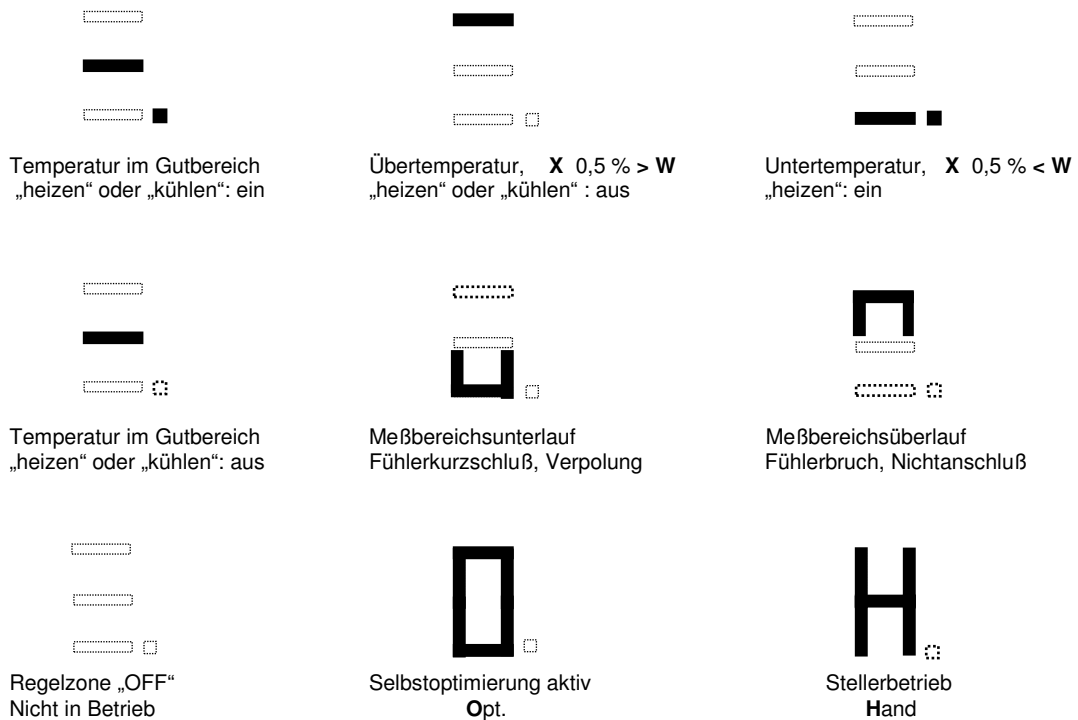 Temperatur im Gutbereich
„heizen“ oder „kühlen“: ein
Übertemperatur, X 0,5 % > W
„heizen“ oder „kühlen“ : aus
Untertemperatur, X 0,5 % < W
„heizen“: ein
Temperatur im Gutbereich
„heizen“ oder „kühlen“: aus
Meßbereichsunterlauf
Fühlerkurzschluß, Verpolung
Meßbereichsüberlauf
Fühlerbruch, Nichtanschluß
Regelzone „OFF“
Nicht in Betrieb
Selbstoptimierung aktiv
Opt.
Stellerbetrieb
Hand